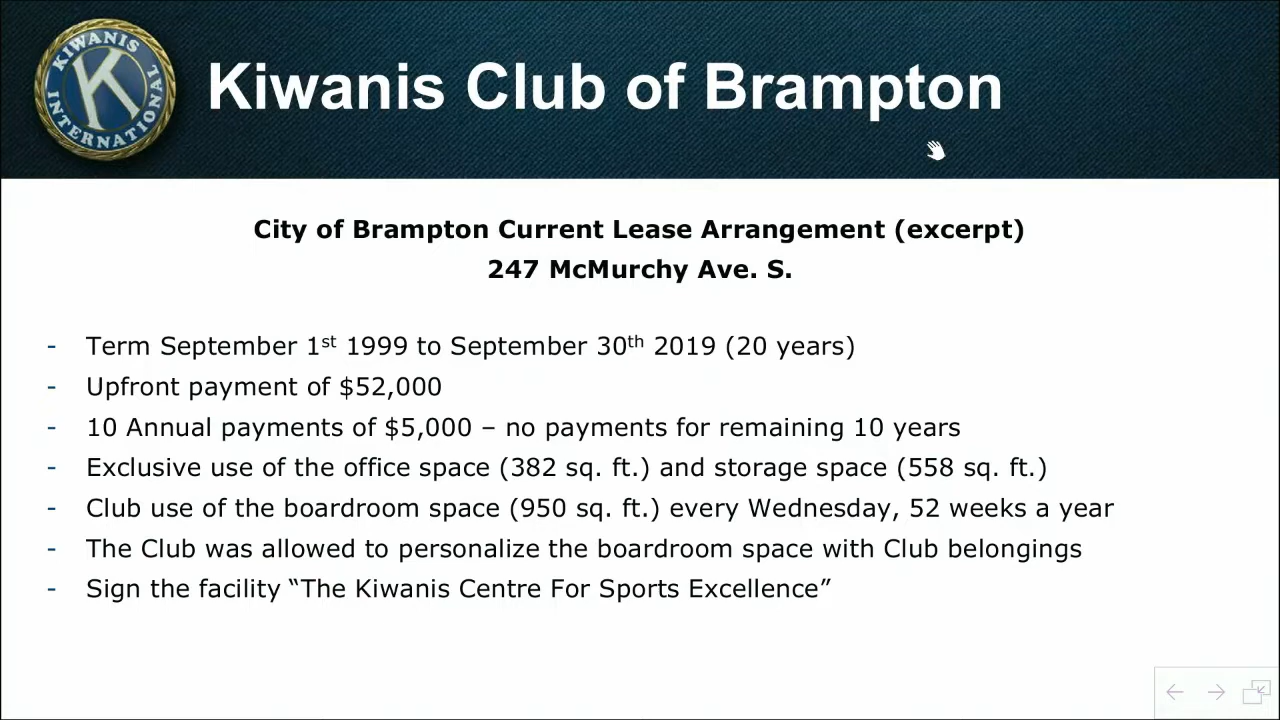 KIWANIS
K
INTERNATIONAL
Kiwanis Club of Brampton
City of Brampton Current Lease Arrangement (excerpt)
247 McMurchy Ave. S.
- Term September 1st 1999 to September 30th 2019 (20 years)
- Upfront payment of $52,000
- 10 Annual payments of $5,000 – no payments for remaining 10 years
- Exclusive use of the office space (382 sq. ft.) and storage space (558 sq. ft.)
- Club use of the boardroom space (950 sq. ft.) every Wednesday, 52 weeks a year
- The Club was allowed to personalize the boardroom space with Club belongings
- Sign the facility “The Kiwanis Centre For Sports Excellence”